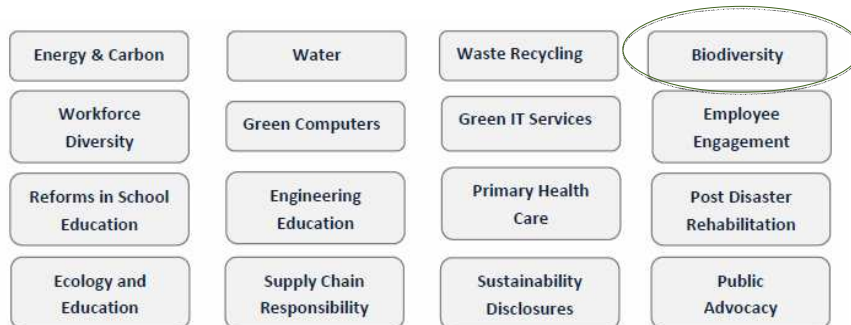 Energy & Carbon
Water
Waste Recycling
Biodiversity
Workforce
Diversity
Green Computers
Green IT Services
Employee
Engagement
Reforms in School
Education
Engineering
Education
Primary Health
Care
Post Disaster
Rehabilitation
Ecology and
Education
Supply Chain
Responsibility
Sustainability
Disclosures
Public
Advocacy